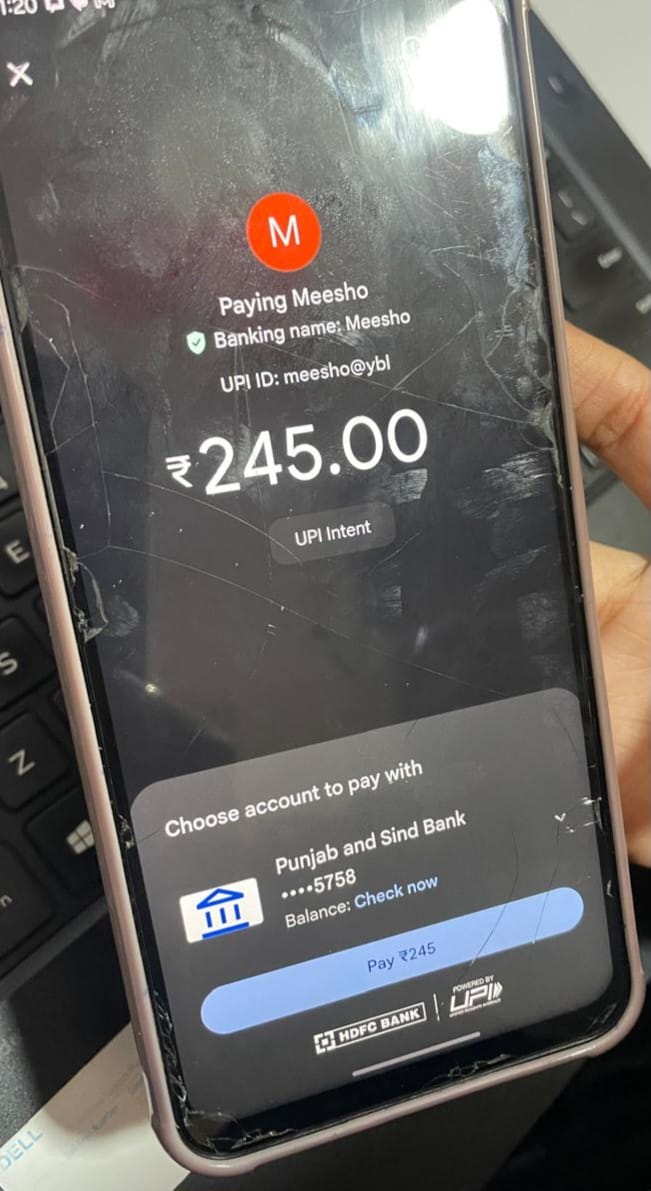 1:20
M
Paying Meesho
Banking name: Meesho
UPI ID: meesho@ybl
₹245.00
UPI Intent
Choose account to pay with
Punjab and Sind Bank
••••5758
Balance: Check now
Pay ₹245
HDFC BANK
POWERED BY
UPI
E
S
Z
n
DELL